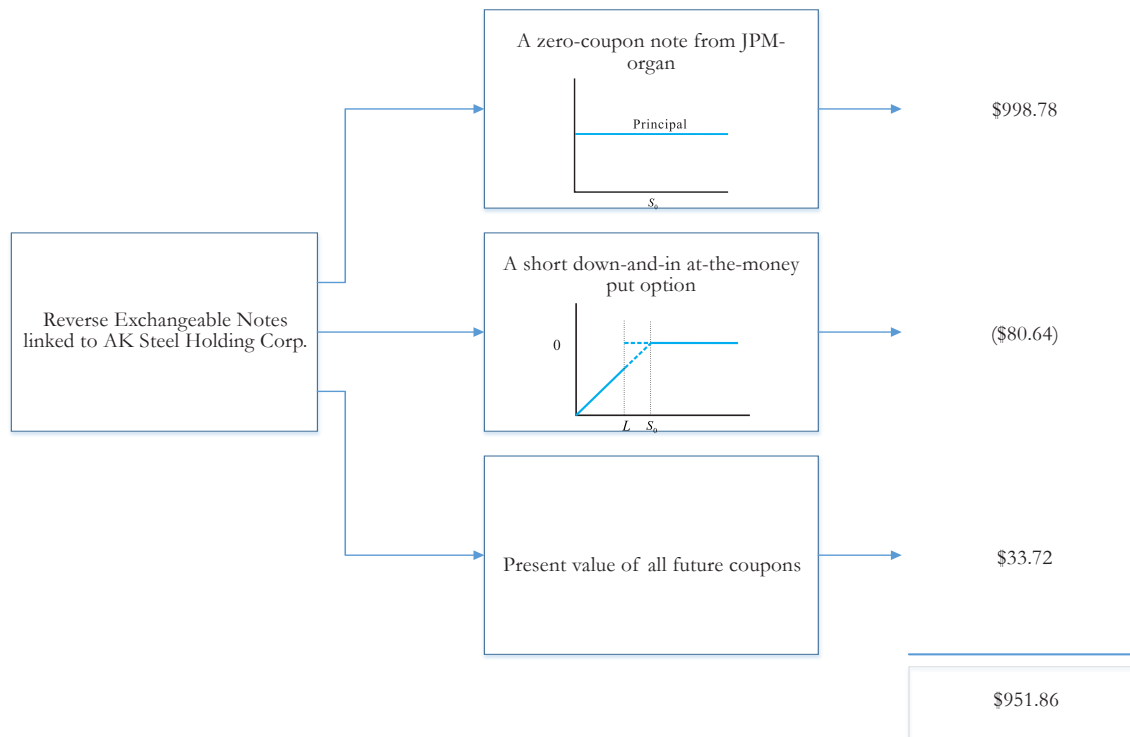 A zero-coupon note from JPM-
organ
Principal
S₀
$998.78
Reverse Exchangeable Notes
linked to AK Steel Holding Corp.
A short down-and-in at-the-money
put option
0
L S₀
($80.64)
Present value of all future coupons
$33.72
$951.86